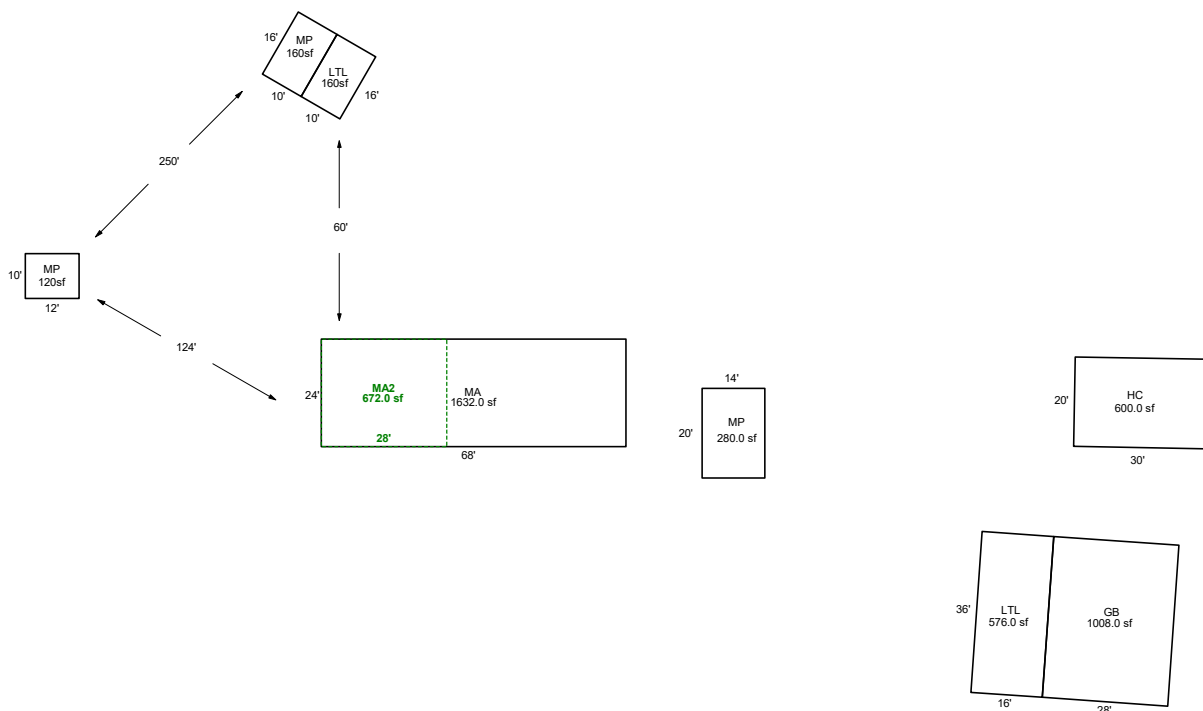 16'
MP
160sf
LTL
160sf
10'
16'
10'
250'
60'
10'
MP
120sf
12'
124'
24'
MA2
672.0 sf
28'
MA
1632.0 sf
68'
14'
20'
MP
280.0 sf
20'
HC
600.0 sf
30'
36'
LTL
576.0 sf
GB
1008.0 sf
16'
28'